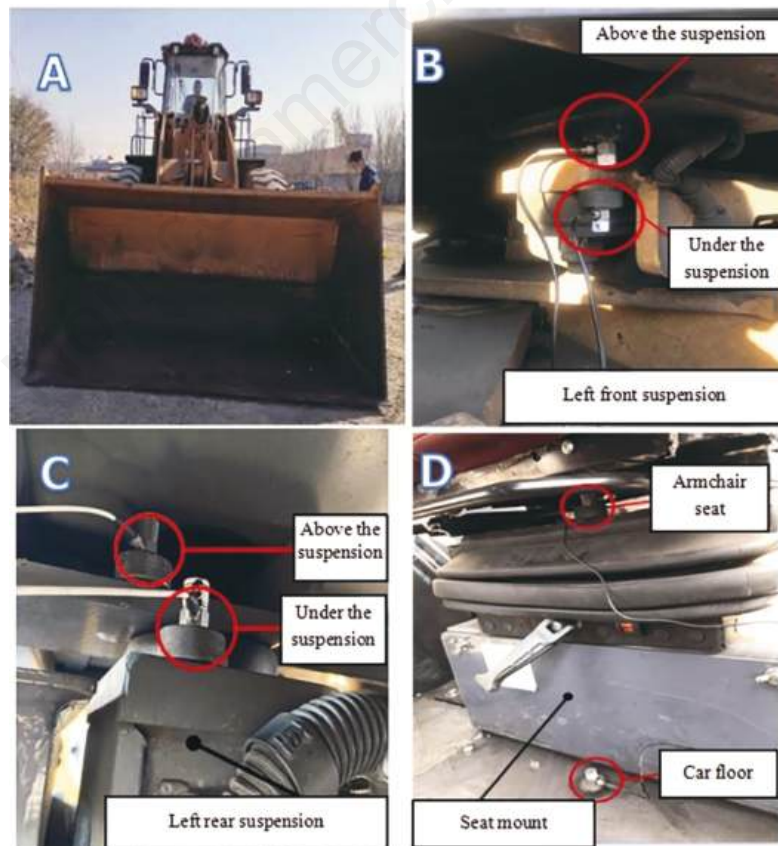 A
B
Above the suspension
Under the
suspension
Left front suspension
C
Above the
suspension
Under the
suspension
Left rear suspension
D
Armchair
seat
Car floor
Seat mount